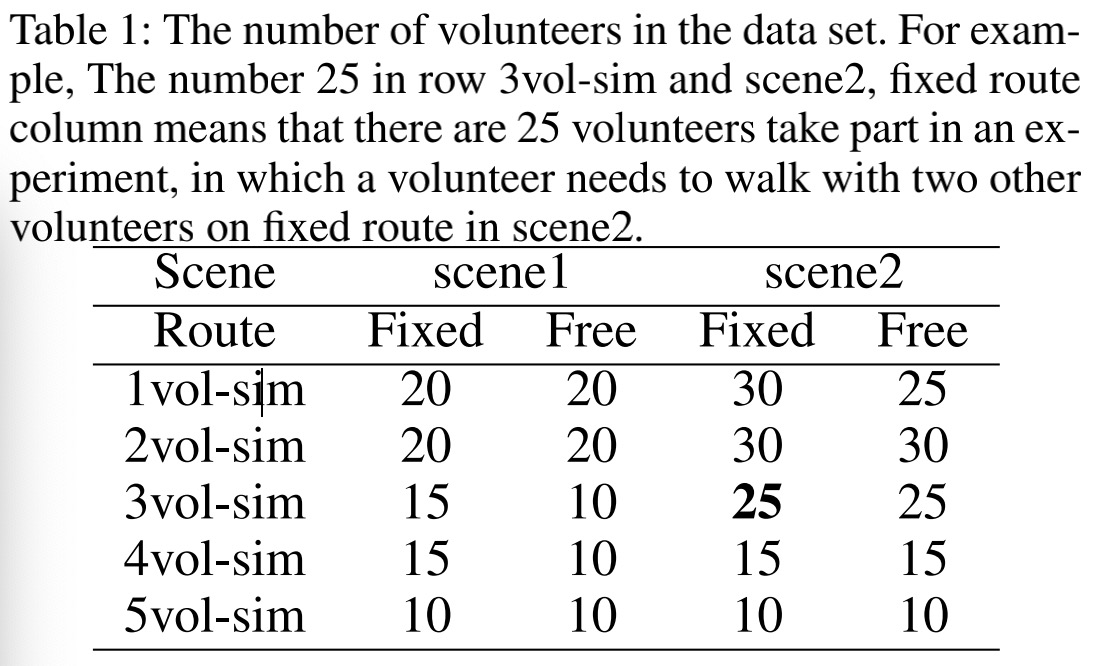 Table 1: The number of volunteers in the data set. For exam-
ple, The number 25 in row 3vol-sim and scene2, fixed route
column means that there are 25 volunteers take part in an ex-
periment, in which a volunteer needs to walk with two other
volunteers on fixed route in scene2.
Scene scene1 scene2
Route Fixed Free Fixed Free
1vol-sim 20 20 30 25
2vol-sim 20 20 30 30
3vol-sim 15 10 25 25
4vol-sim 15 10 15 15
5vol-sim 10 10 10 10